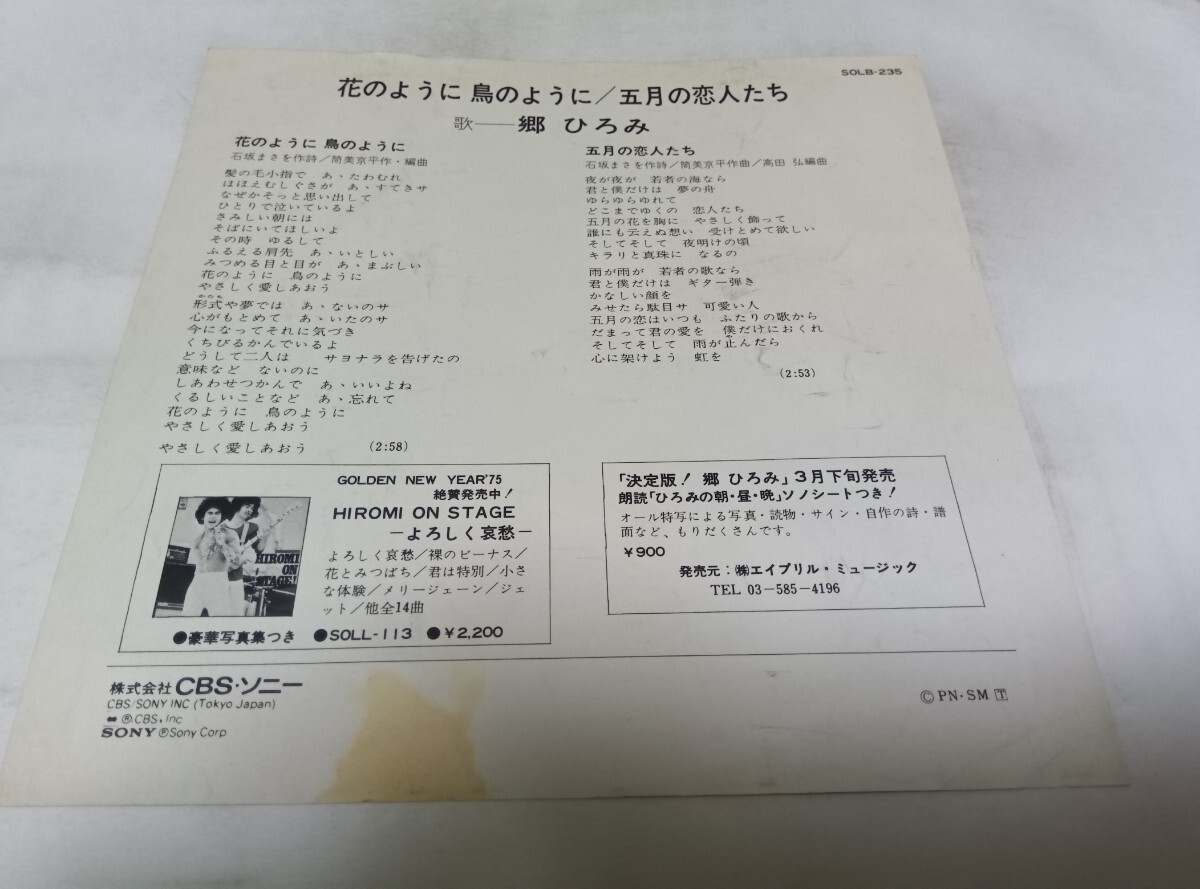 SOLB-235
花のように 鳥のように／五月の恋人たち
歌——郷 ひろみ
花のように 鳥のように
石坂まさを作詩／筒美京平作・編曲
髪の毛小指で あゝたわむれ
ほほえむしぐさが あゝすてきサ
なぜかそっと思い出して
ひとりで泣いているよ
さみしい朝には
そばにいてほしいよ
その時 ゆるして
ふるえる肩先 あゝいとしい
みつめる目と目が あゝまぶしい
花のように 鳥のように
やさしく愛しあおう
かたち
形式や夢では あゝないのサ
心がもとめて あゝいたのサ
今になってそれに気づき
くちびるかんでいるよ
どうして二人は サヨナラを告げたの
意味など ないのに
しあわせつかんで あゝいいよね
くるしいことなど あゝ忘れて
花のように 鳥のように
やさしく愛しあおう
やさしく愛しあおう (2:58)
五月の恋人たち
石坂まさを作詩／筒美京平作曲／高田 弘編曲
夜が夜が 若者の海なら
君と僕だけは 夢の舟
ゆらゆらゆれて
どこまでゆくの 恋人たち
五月の花を胸に やさしく飾って
誰にも云えぬ想い 受けとめて欲しい
そしてそして 夜明けの頃
キラリと真珠に なるの
雨が雨が 若者の歌なら
君と僕だけは ギター弾き
かなしい顔を
みせたら駄目サ 可愛い人
五月の恋はいつも ふたりの歌から
だまって君の愛を 僕だけにおくれ
そしてそして 雨が止んだら
心に架けよう 虹を
(2:53)
GOLDEN NEW YEAR'75
絶賛発売中！
HIROMI ON STAGE
－よろしく哀愁－
よろしく哀愁／裸のビーナス／
花とみつばち／君は特別／小さ
な体験／メリージェーン／ジェ
ット／他全14曲
HIROMI
ON
STAGE!
●豪華写真集つき ●SOLL-113 ●￥2,200
「決定版！ 郷 ひろみ」3月下旬発売
朗読「ひろみの朝・昼・晩」ソノシートつき！
オール特写による写真・読物・サイン・自作の詩・譜
面など、もりだくさんです。
￥900
発売元：㈱エイプリル・ミュージック
TEL 03-585-4196
株式会社 CBS・ソニー
CBS/SONY INC (Tokyo Japan)
Ⓡ CBS, Inc
SONY ⓇSony Corp
©PN・SM 🅃